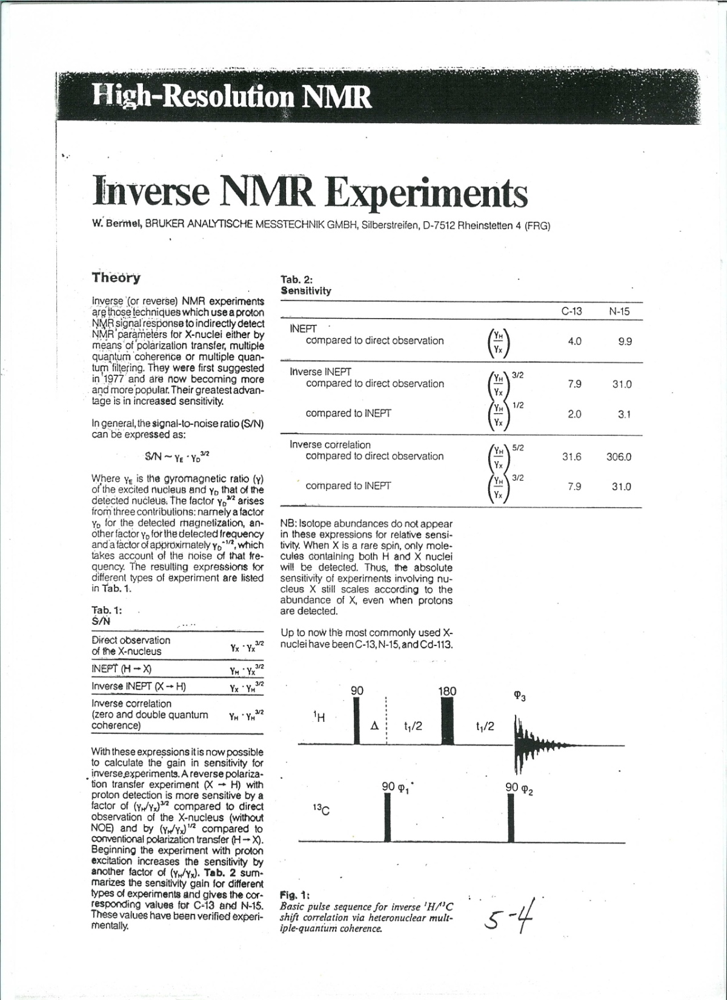 High-Resolution NMR
Inverse NMR Experiments
W. Bermel, BRUKER ANALYTISCHE MESSTECHNIK GMBH, Silberstreifen, D-7512 Rheinstetten 4 (FRG)
Theory
Inverse (or reverse) NMR experiments
are those techniques which use a proton
NMR signal response to indirectly detect
NMR parameters for X-nuclei either by
means of polarization transfer, multiple
quantum coherence or multiple quan-
tum filtering. They were first suggested
in 1977 and are now becoming more
and more popular. Their greatest advan-
tage is in increased sensitivity.
In general, the signal-to-noise ratio (S/N)
can be expressed as:
S/N ~ γE · γD^3/2
Where γE is the gyromagnetic ratio (γ)
of the excited nucleus and γD that of the
detected nucleus. The factor γD^3/2 arises
from three contributions: namely a factor
γD for the detected magnetization, an-
other factor γD for the detected frequency
and a factor of approximately γD^-1/2, which
takes account of the noise of that fre-
quency. The resulting expressions for
different types of experiment are listed
in Tab. 1.
Tab. 1:
S/N
Direct observation
of the X-nucleus γX · γX^3/2
INEPT (H → X) γH · γX^3/2
Inverse INEPT (X → H) γX · γH^3/2
Inverse correlation
(zero and double quantum γH · γH^3/2
coherence)
With these expressions it is now possible
to calculate the gain in sensitivity for
inverse experiments. A reverse polariza-
tion transfer experiment (X → H) with
proton detection is more sensitive by a
factor of (γH/γX)^3/2 compared to direct
observation of the X-nucleus (without
NOE) and by (γH/γX)^1/2 compared to
conventional polarization transfer (H → X).
Beginning the experiment with proton
excitation increases the sensitivity by
another factor of (γH/γX). Tab. 2 sum-
marizes the sensitivity gain for different
types of experiments and gives the cor-
responding values for C-13 and N-15.
These values have been verified experi-
mentally.
Tab. 2:
Sensitivity
C-13 N-15
INEPT
compared to direct observation (γH/γX) 4.0 9.9
Inverse INEPT
compared to direct observation (γH/γX)^3/2 7.9 31.0
compared to INEPT (γH/γX)^1/2 2.0 3.1
Inverse correlation
compared to direct observation (γH/γX)^5/2 31.6 306.0
compared to INEPT (γH/γX)^3/2 7.9 31.0
NB: Isotope abundances do not appear
in these expressions for relative sensi-
tivity. When X is a rare spin, only mole-
cules containing both H and X nuclei
will be detected. Thus, the absolute
sensitivity of experiments involving nu-
cleus X still scales according to the
abundance of X, even when protons
are detected.
Up to now the most commonly used X-
nuclei have been C-13, N-15, and Cd-113.
90 180 φ3
¹H Δ t₁/2 t₁/2
90 φ1 90 φ2
¹³C
Fig. 1:
Basic pulse sequence for inverse ¹H/¹³C
shift correlation via heteronuclear mult-
iple-quantum coherence.
5-4